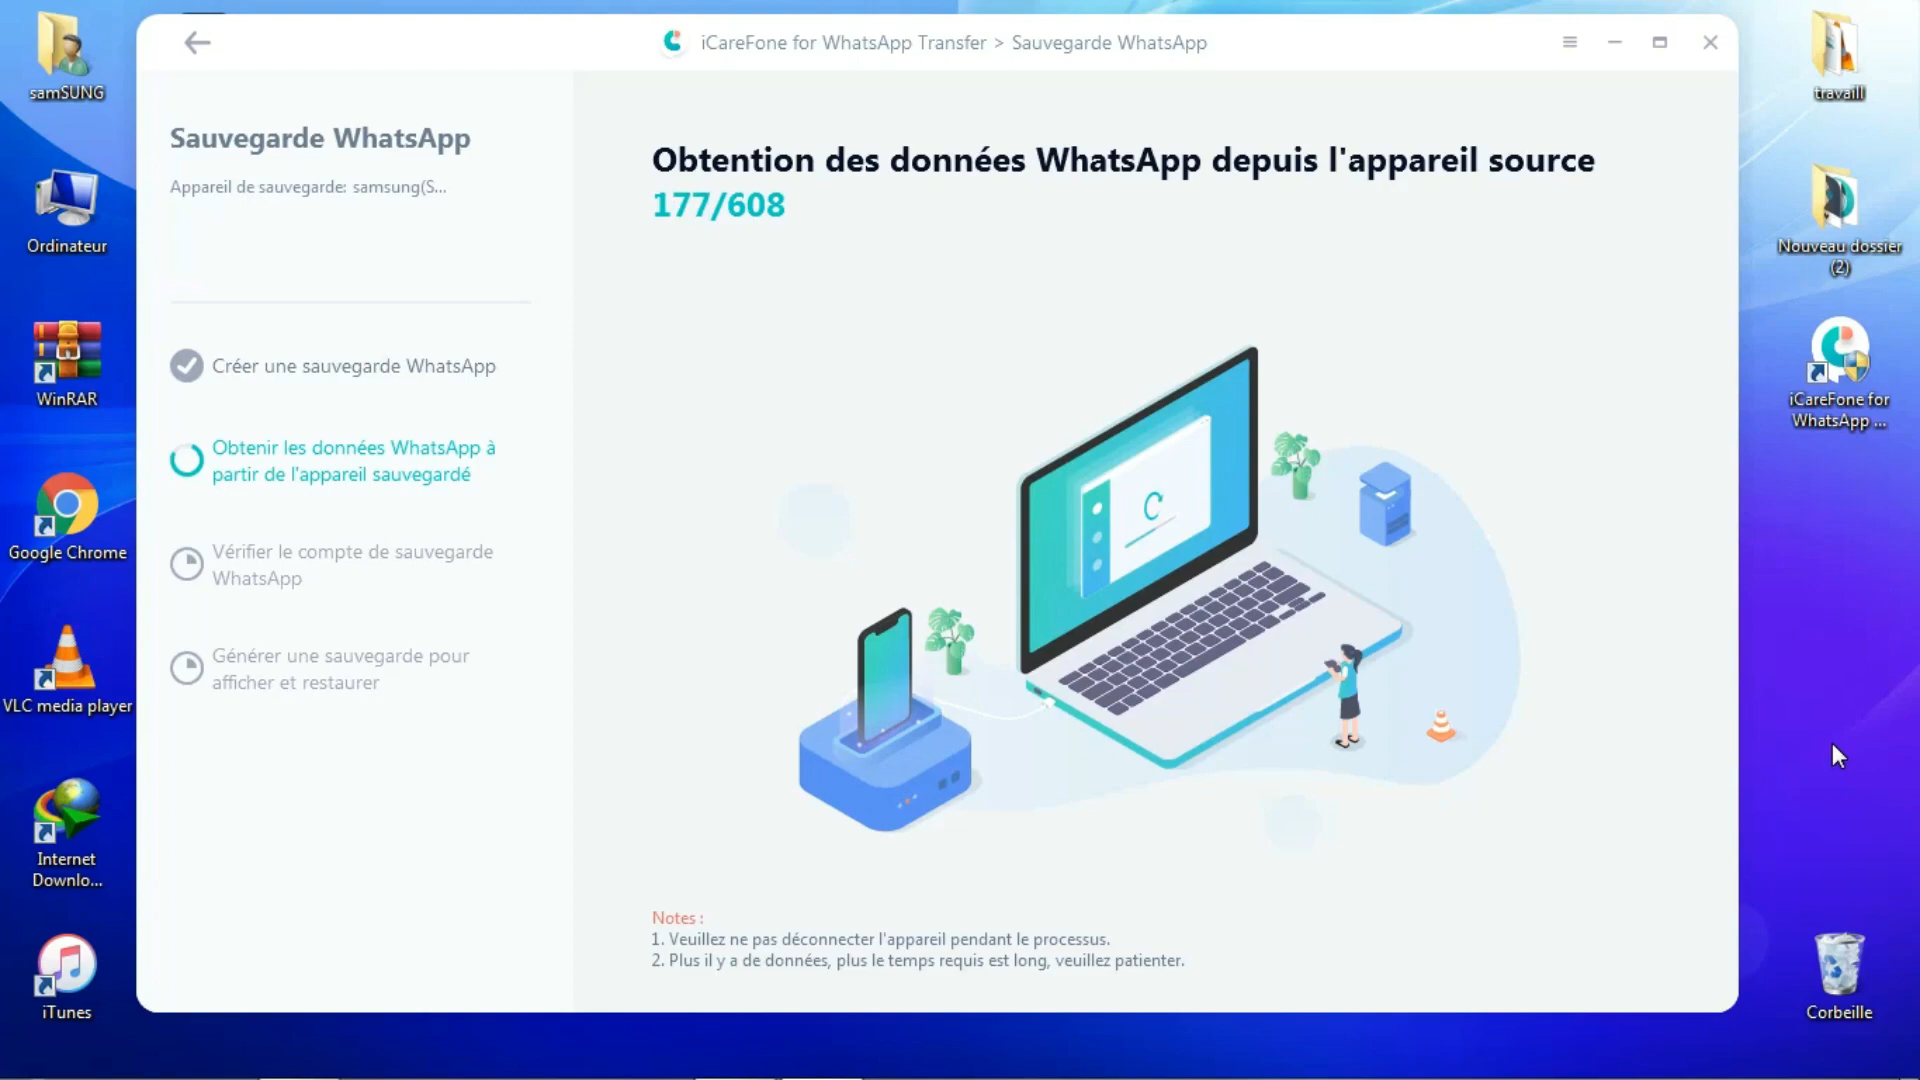 iCareFone for WhatsApp Transfer > Sauvegarde WhatsApp
Sauvegarde WhatsApp
Appareil de sauvegarde: samsung(S...
Créer une sauvegarde WhatsApp
Obtenir les données WhatsApp à
partir de l'appareil sauvegardé
Vérifier le compte de sauvegarde
WhatsApp
Générer une sauvegarde pour
afficher et restaurer
Obtention des données WhatsApp depuis l'appareil source
177/608
Notes :
1. Veuillez ne pas déconnecter l'appareil pendant le processus.
2. Plus il y a de données, plus le temps requis est long, veuillez patienter.
samSUNG
Ordinateur
WinRAR
Google Chrome
VLC media player
Internet
Downlo...
iTunes
travaill
Nouveau dossier
(2)
iCareFone for
WhatsApp ...
Corbeille